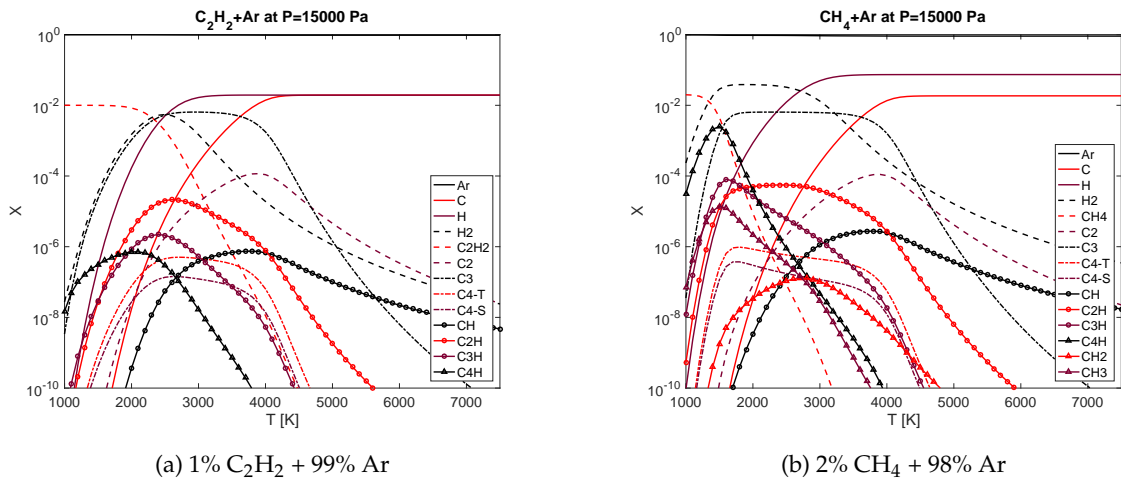 C2H2+Ar at P=15000 Pa
X
10^0
10^-2
10^-4
10^-6
10^-8
10^-10
1000 2000 3000 4000 5000 6000 7000
T [K]
Ar
C
H
H2
C2H2
C2
C3
C4-T
C4-S
CH
C2H
C3H
C4H
(a) 1% C2H2 + 99% Ar
CH4+Ar at P=15000 Pa
X
10^0
10^-2
10^-4
10^-6
10^-8
10^-10
1000 2000 3000 4000 5000 6000 7000
T [K]
Ar
C
H
H2
CH4
C2
C3
C4-T
C4-S
CH
C2H
C3H
C4H
CH2
CH3
(b) 2% CH4 + 98% Ar